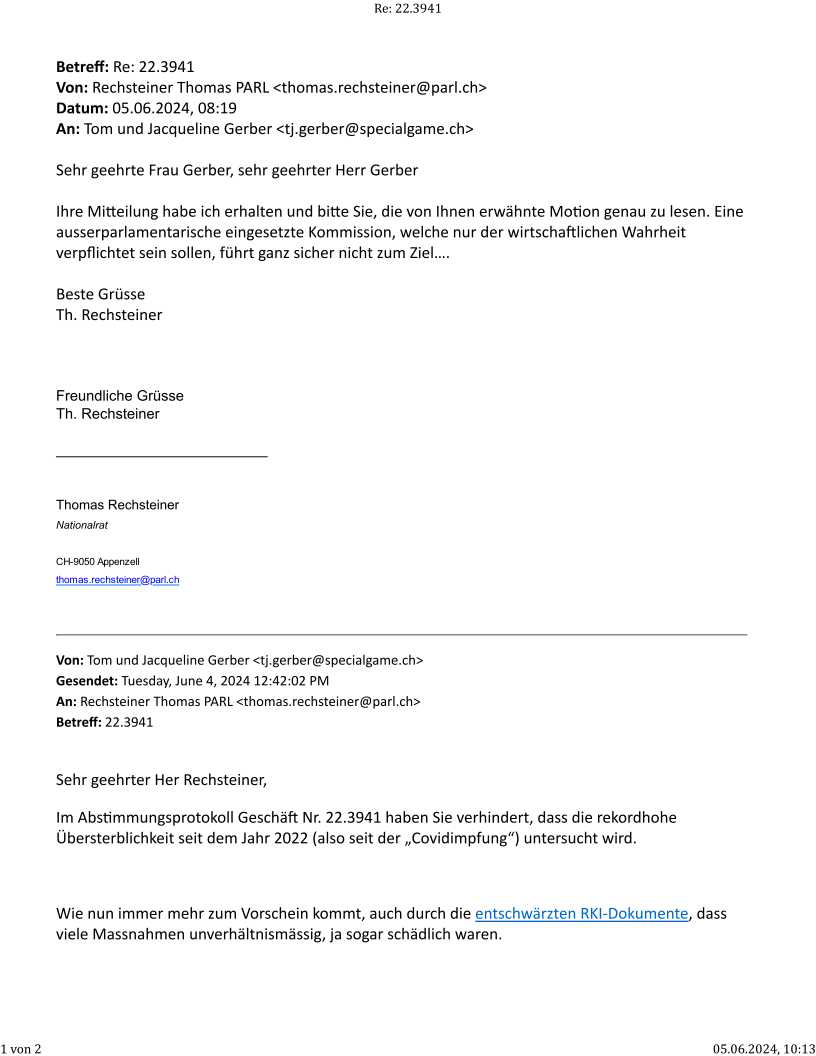 Re: 22.3941
Betreff: Re: 22.3941
Von: Rechsteiner Thomas PARL <thomas.rechsteiner@parl.ch>
Datum: 05.06.2024, 08:19
An: Tom und Jacqueline Gerber <tj.gerber@specialgame.ch>
Sehr geehrte Frau Gerber, sehr geehrter Herr Gerber
Ihre Mitteilung habe ich erhalten und bitte Sie, die von Ihnen erwähnte Motion genau zu lesen. Eine
ausserparlamentarische eingesetzte Kommission, welche nur der wirtschaftlichen Wahrheit
verpflichtet sein sollen, führt ganz sicher nicht zum Ziel….
Beste Grüsse
Th. Rechsteiner
Freundliche Grüsse
Th. Rechsteiner
Thomas Rechsteiner
Nationalrat
CH-9050 Appenzell
thomas.rechsteiner@parl.ch
Von: Tom und Jacqueline Gerber <tj.gerber@specialgame.ch>
Gesendet: Tuesday, June 4, 2024 12:42:02 PM
An: Rechsteiner Thomas PARL <thomas.rechsteiner@parl.ch>
Betreff: 22.3941
Sehr geehrter Her Rechsteiner,
Im Abstimmungsprotokoll Geschäft Nr. 22.3941 haben Sie verhindert, dass die rekordhohe
Übersterblichkeit seit dem Jahr 2022 (also seit der „Covidimpfung“) untersucht wird.
Wie nun immer mehr zum Vorschein kommt, auch durch die entschwärzten RKI-Dokumente, dass
viele Massnahmen unverhältnismässig, ja sogar schädlich waren.
1 von 2
05.06.2024, 10:13